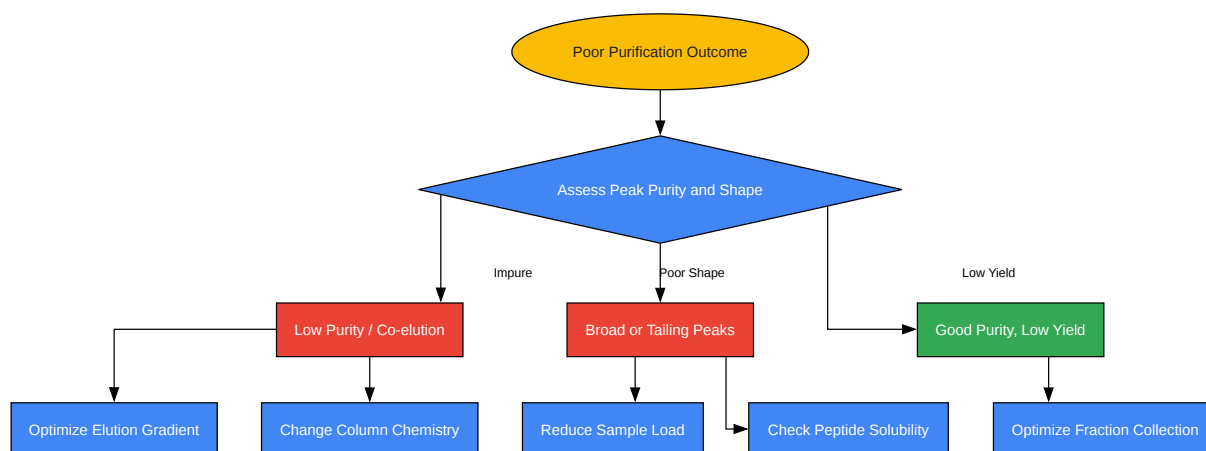 Poor Purification Outcome
Assess Peak Purity and Shape
Impure
Poor Shape
Low Yield
Low Purity / Co-elution
Broad or Tailing Peaks
Good Purity, Low Yield
Optimize Elution Gradient
Change Column Chemistry
Reduce Sample Load
Check Peptide Solubility
Optimize Fraction Collection